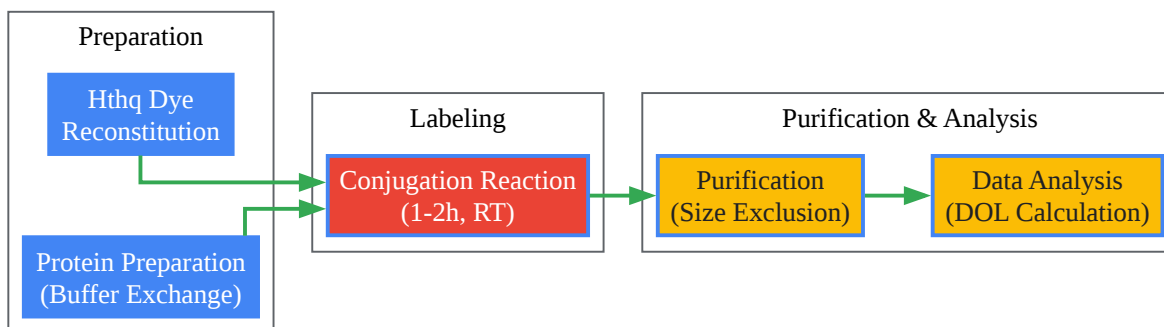 Preparation
Hthq Dye
Reconstitution
Protein Preparation
(Buffer Exchange)
Labeling
Conjugation Reaction
(1-2h, RT)
Purification & Analysis
Purification
(Size Exclusion)
Data Analysis
(DOL Calculation)